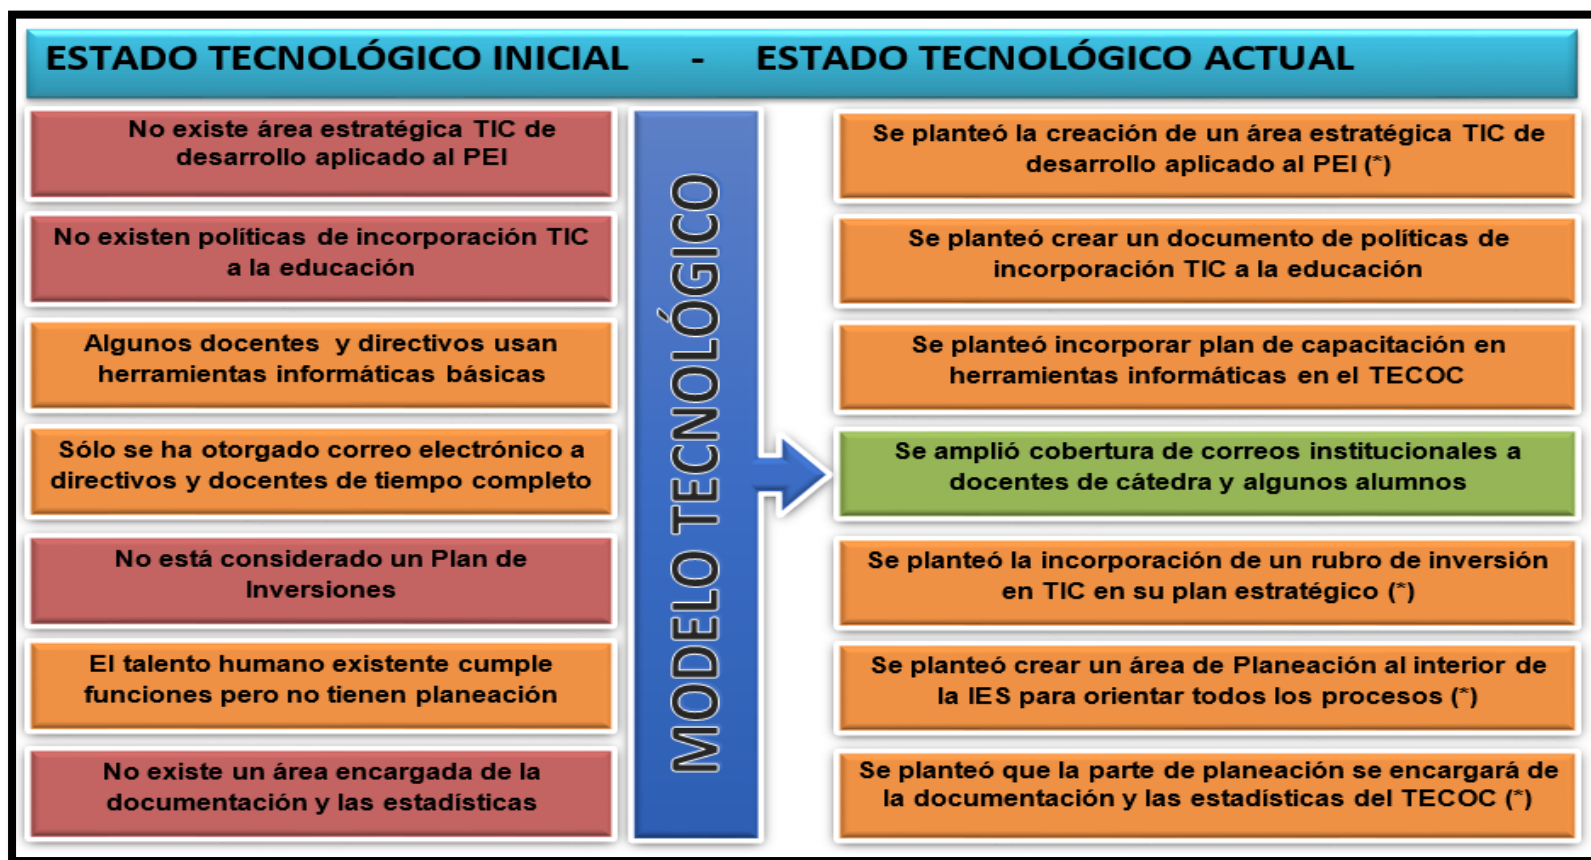 ESTADO TECNOLÓGICO INICIAL - ESTADO TECNOLÓGICO ACTUAL
No existe área estratégica TIC de
desarrollo aplicado al PEI
No existen políticas de incorporación TIC
a la educación
Algunos docentes y directivos usan
herramientas informáticas básicas
Sólo se ha otorgado correo electrónico a
directivos y docentes de tiempo completo
No está considerado un Plan de
Inversiones
El talento humano existente cumple
funciones pero no tienen planeación
No existe un área encargada de la
documentación y las estadísticas
MODELO TECNOLÓGICO
Se planteó la creación de un área estratégica TIC de
desarrollo aplicado al PEI (*)
Se planteó crear un documento de políticas de
incorporación TIC a la educación
Se planteó incorporar plan de capacitación en
herramientas informáticas en el TECOC
Se amplió cobertura de correos institucionales a
docentes de cátedra y algunos alumnos
Se planteó la incorporación de un rubro de inversión
en TIC en su plan estratégico (*)
Se planteó crear un área de Planeación al interior de
la IES para orientar todos los procesos (*)
Se planteó que la parte de planeación se encargará de
la documentación y las estadísticas del TECOC (*)